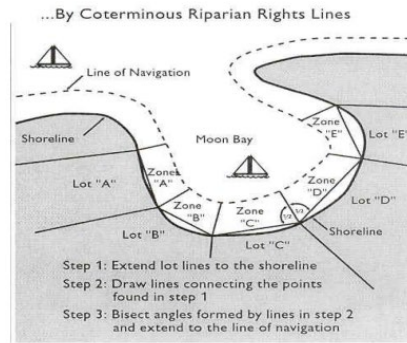 ...By Coterminous Riparian Rights Lines
Line of Navigation
Shoreline
Moon Bay
Zone
"E"
Lot "E"
Zone
"A"
Lot "A"
Zone
"D"
Zone
"B"
Zone
"C"
1/2
1/2
Lot "D"
Lot "B"
Lot "C"
Shoreline
Step 1: Extend lot lines to the shoreline
Step 2: Draw lines connecting the points
found in step 1
Step 3: Bisect angles formed by lines in step 2
and extend to the line of navigation